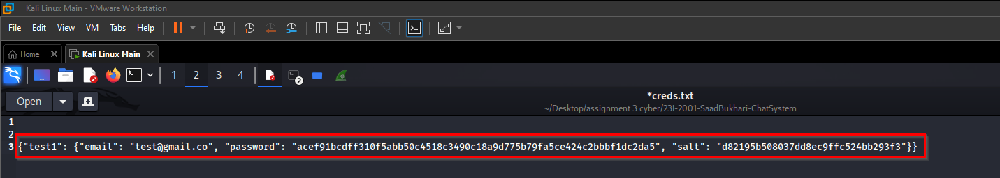 Kali Linux Main - VMware Workstation
File Edit View VM Tabs Help
Home Kali Linux Main
1 2 3 4 2
Open
*creds.txt
~/Desktop/assignment 3 cyber/23I-2001-SaadBukhari-ChatSystem
1
2
3 {"test1": {"email": "test@gmail.co", "password": "acef91bcdff310f5abb50c4518c3490c18a9d775b79fa5ce424c2bbbf1dc2da5", "salt": "d82195b508037dd8ec9ffc524bb293f3"}}